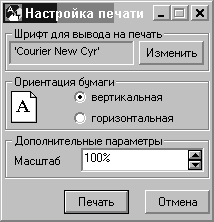 Настройка печати
Шрифт для вывода на печать
'Courier New Cyr' Изменить
Ориентация бумаги
A
вертикальная
горизонтальная
Дополнительные параметры
Масштаб 100%
Печать Отмена